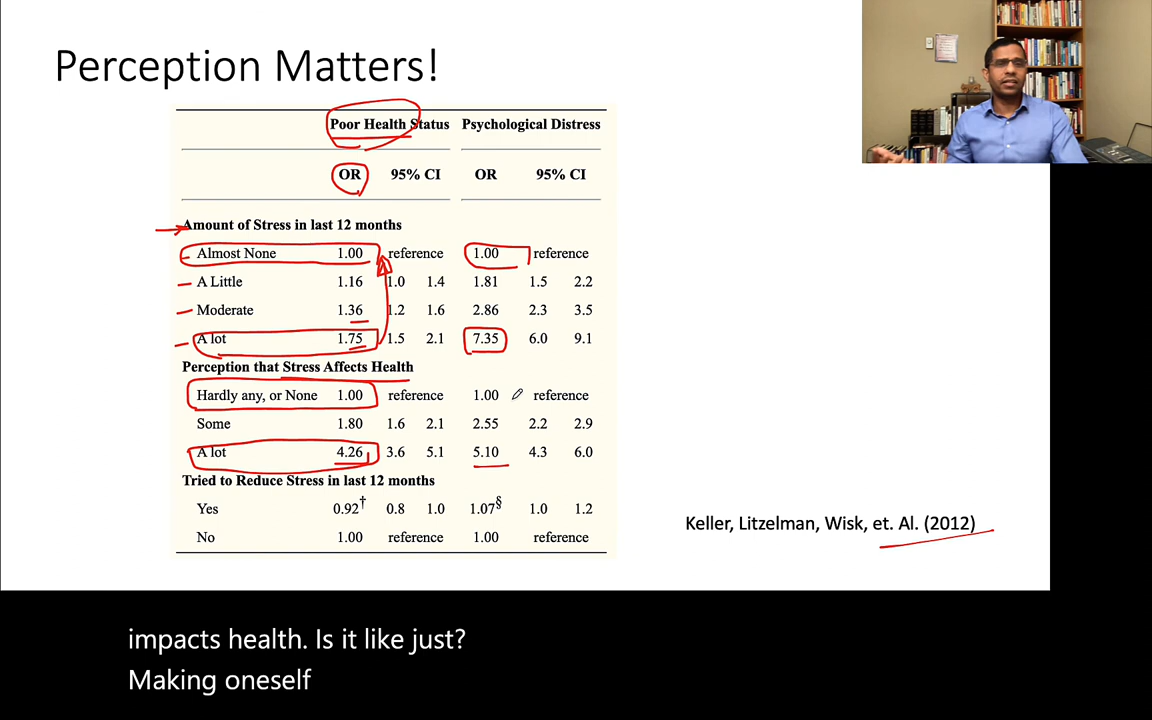 Perception Matters!
Poor Health Status Psychological Distress
OR 95% CI OR 95% CI
Amount of Stress in last 12 months
Almost None 1.00 reference 1.00 reference
A Little 1.16 1.0 1.4 1.81 1.5 2.2
Moderate 1.36 1.2 1.6 2.86 2.3 3.5
A lot 1.75 1.5 2.1 7.35 6.0 9.1
Perception that Stress Affects Health
Hardly any, or None 1.00 reference 1.00 reference
Some 1.80 1.6 2.1 2.55 2.2 2.9
A lot 4.26 3.6 5.1 5.10 4.3 6.0
Tried to Reduce Stress in last 12 months
Yes 0.92† 0.8 1.0 1.07§ 1.0 1.2
No 1.00 reference 1.00 reference
Keller, Litzelman, Wisk, et. Al. (2012)
impacts health. Is it like just?
Making oneself